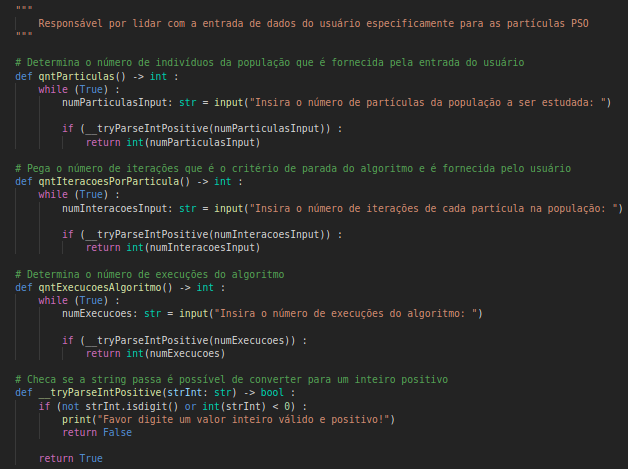 """
Responsável por lidar com a entrada de dados do usuário especificamente para as partículas PSO
"""
# Determina o número de indivíduos da população que é fornecida pela entrada do usuário
def qntParticulas() -> int :
while (True) :
numParticulasInput: str = input("Insira o número de partículas da população a ser estudada: ")
if (__tryParseIntPositive(numParticulasInput)) :
return int(numParticulasInput)
# Pega o número de iterações que é o critério de parada do algoritmo e é fornecida pelo usuário
def qntIteracoesPorParticula() -> int :
while (True) :
numInteracoesInput: str = input("Insira o número de iterações de cada partícula na população: ")
if (__tryParseIntPositive(numInteracoesInput)) :
return int(numInteracoesInput)
# Determina o número de execuções do algoritmo
def qntExecucoesAlgoritmo() -> int :
while (True) :
numExecucoes: str = input("Insira o número de execuções do algoritmo: ")
if (__tryParseIntPositive(numExecucoes)) :
return int(numExecucoes)
# Checa se a string passa é possível de converter para um inteiro positivo
def __tryParseIntPositive(strInt: str) -> bool :
if (not strInt.isdigit() or int(strInt) < 0) :
print("Favor digite um valor inteiro válido e positivo!")
return False
return True